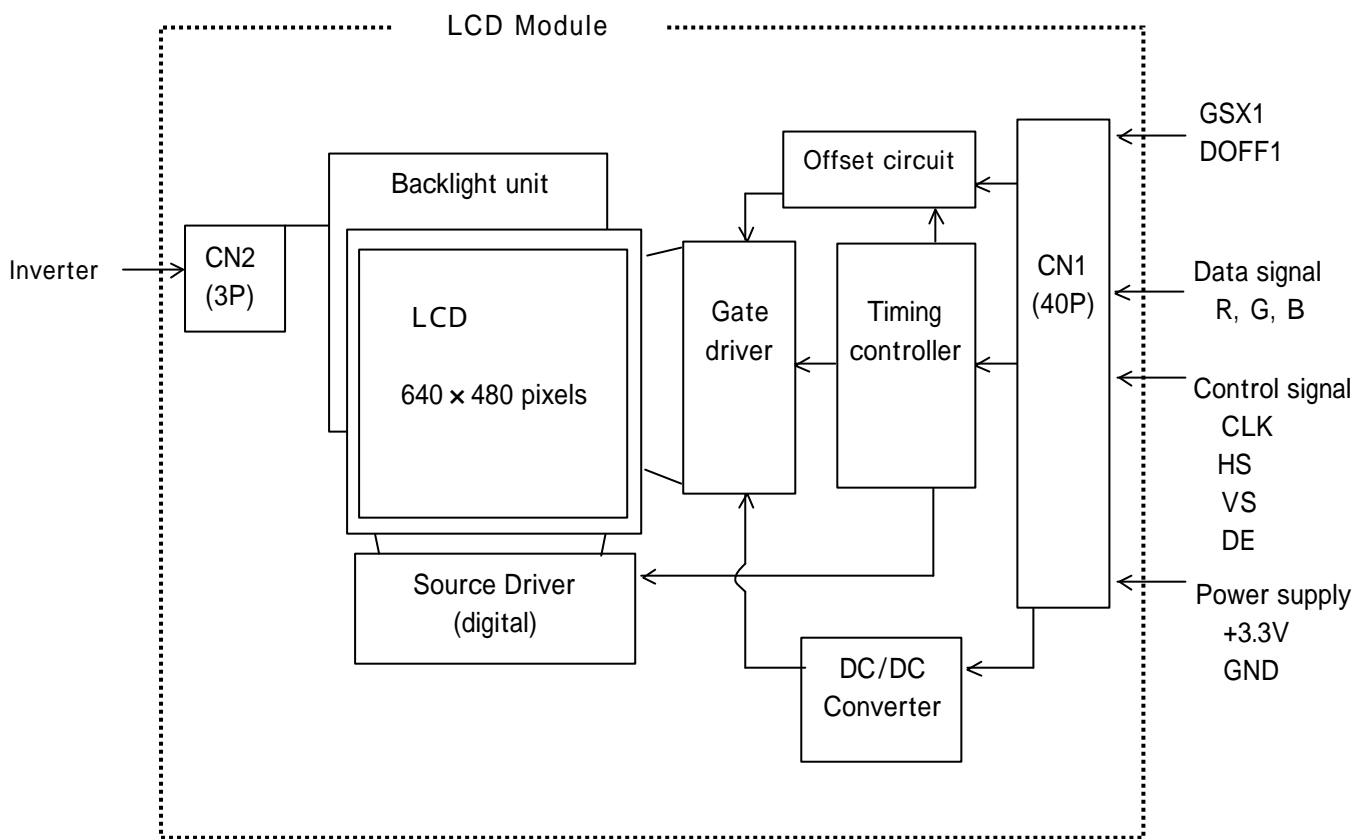 LCD Module
GSX1
DOFF1
Offset circuit
Backlight unit
CN2
(3P)
Inverter
CN1
(40P)
Data signal
R, G, B
LCD
640 × 480 pixels
Gate
driver
Timing
controller
Control signal
CLK
HS
VS
DE
Source Driver
(digital)
Power supply
+3.3V
GND
DC/DC
Converter